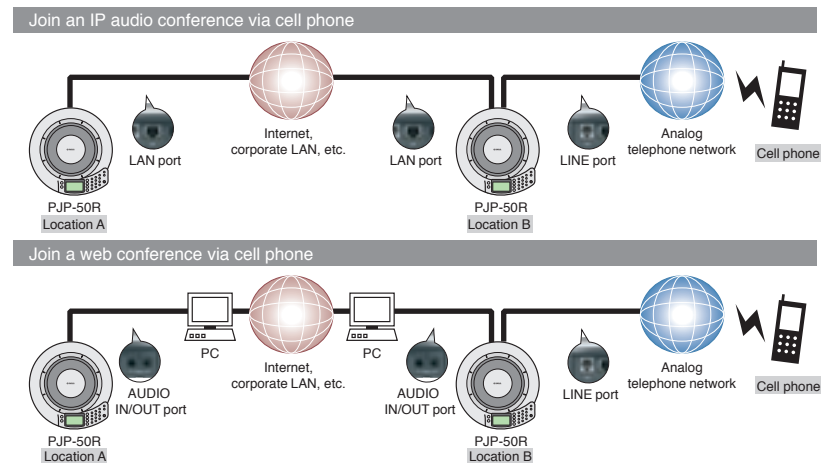 Join an IP audio conference via cell phone
LAN port
Internet,
corporate LAN, etc.
LAN port
LINE port
Analog
telephone network
Cell phone
PJP-50R
Location A
PJP-50R
Location B
Join a web conference via cell phone
PC
PC
AUDIO
IN/OUT port
Internet,
corporate LAN, etc.
AUDIO
IN/OUT port
LINE port
Analog
telephone network
Cell phone
PJP-50R
Location A
PJP-50R
Location B